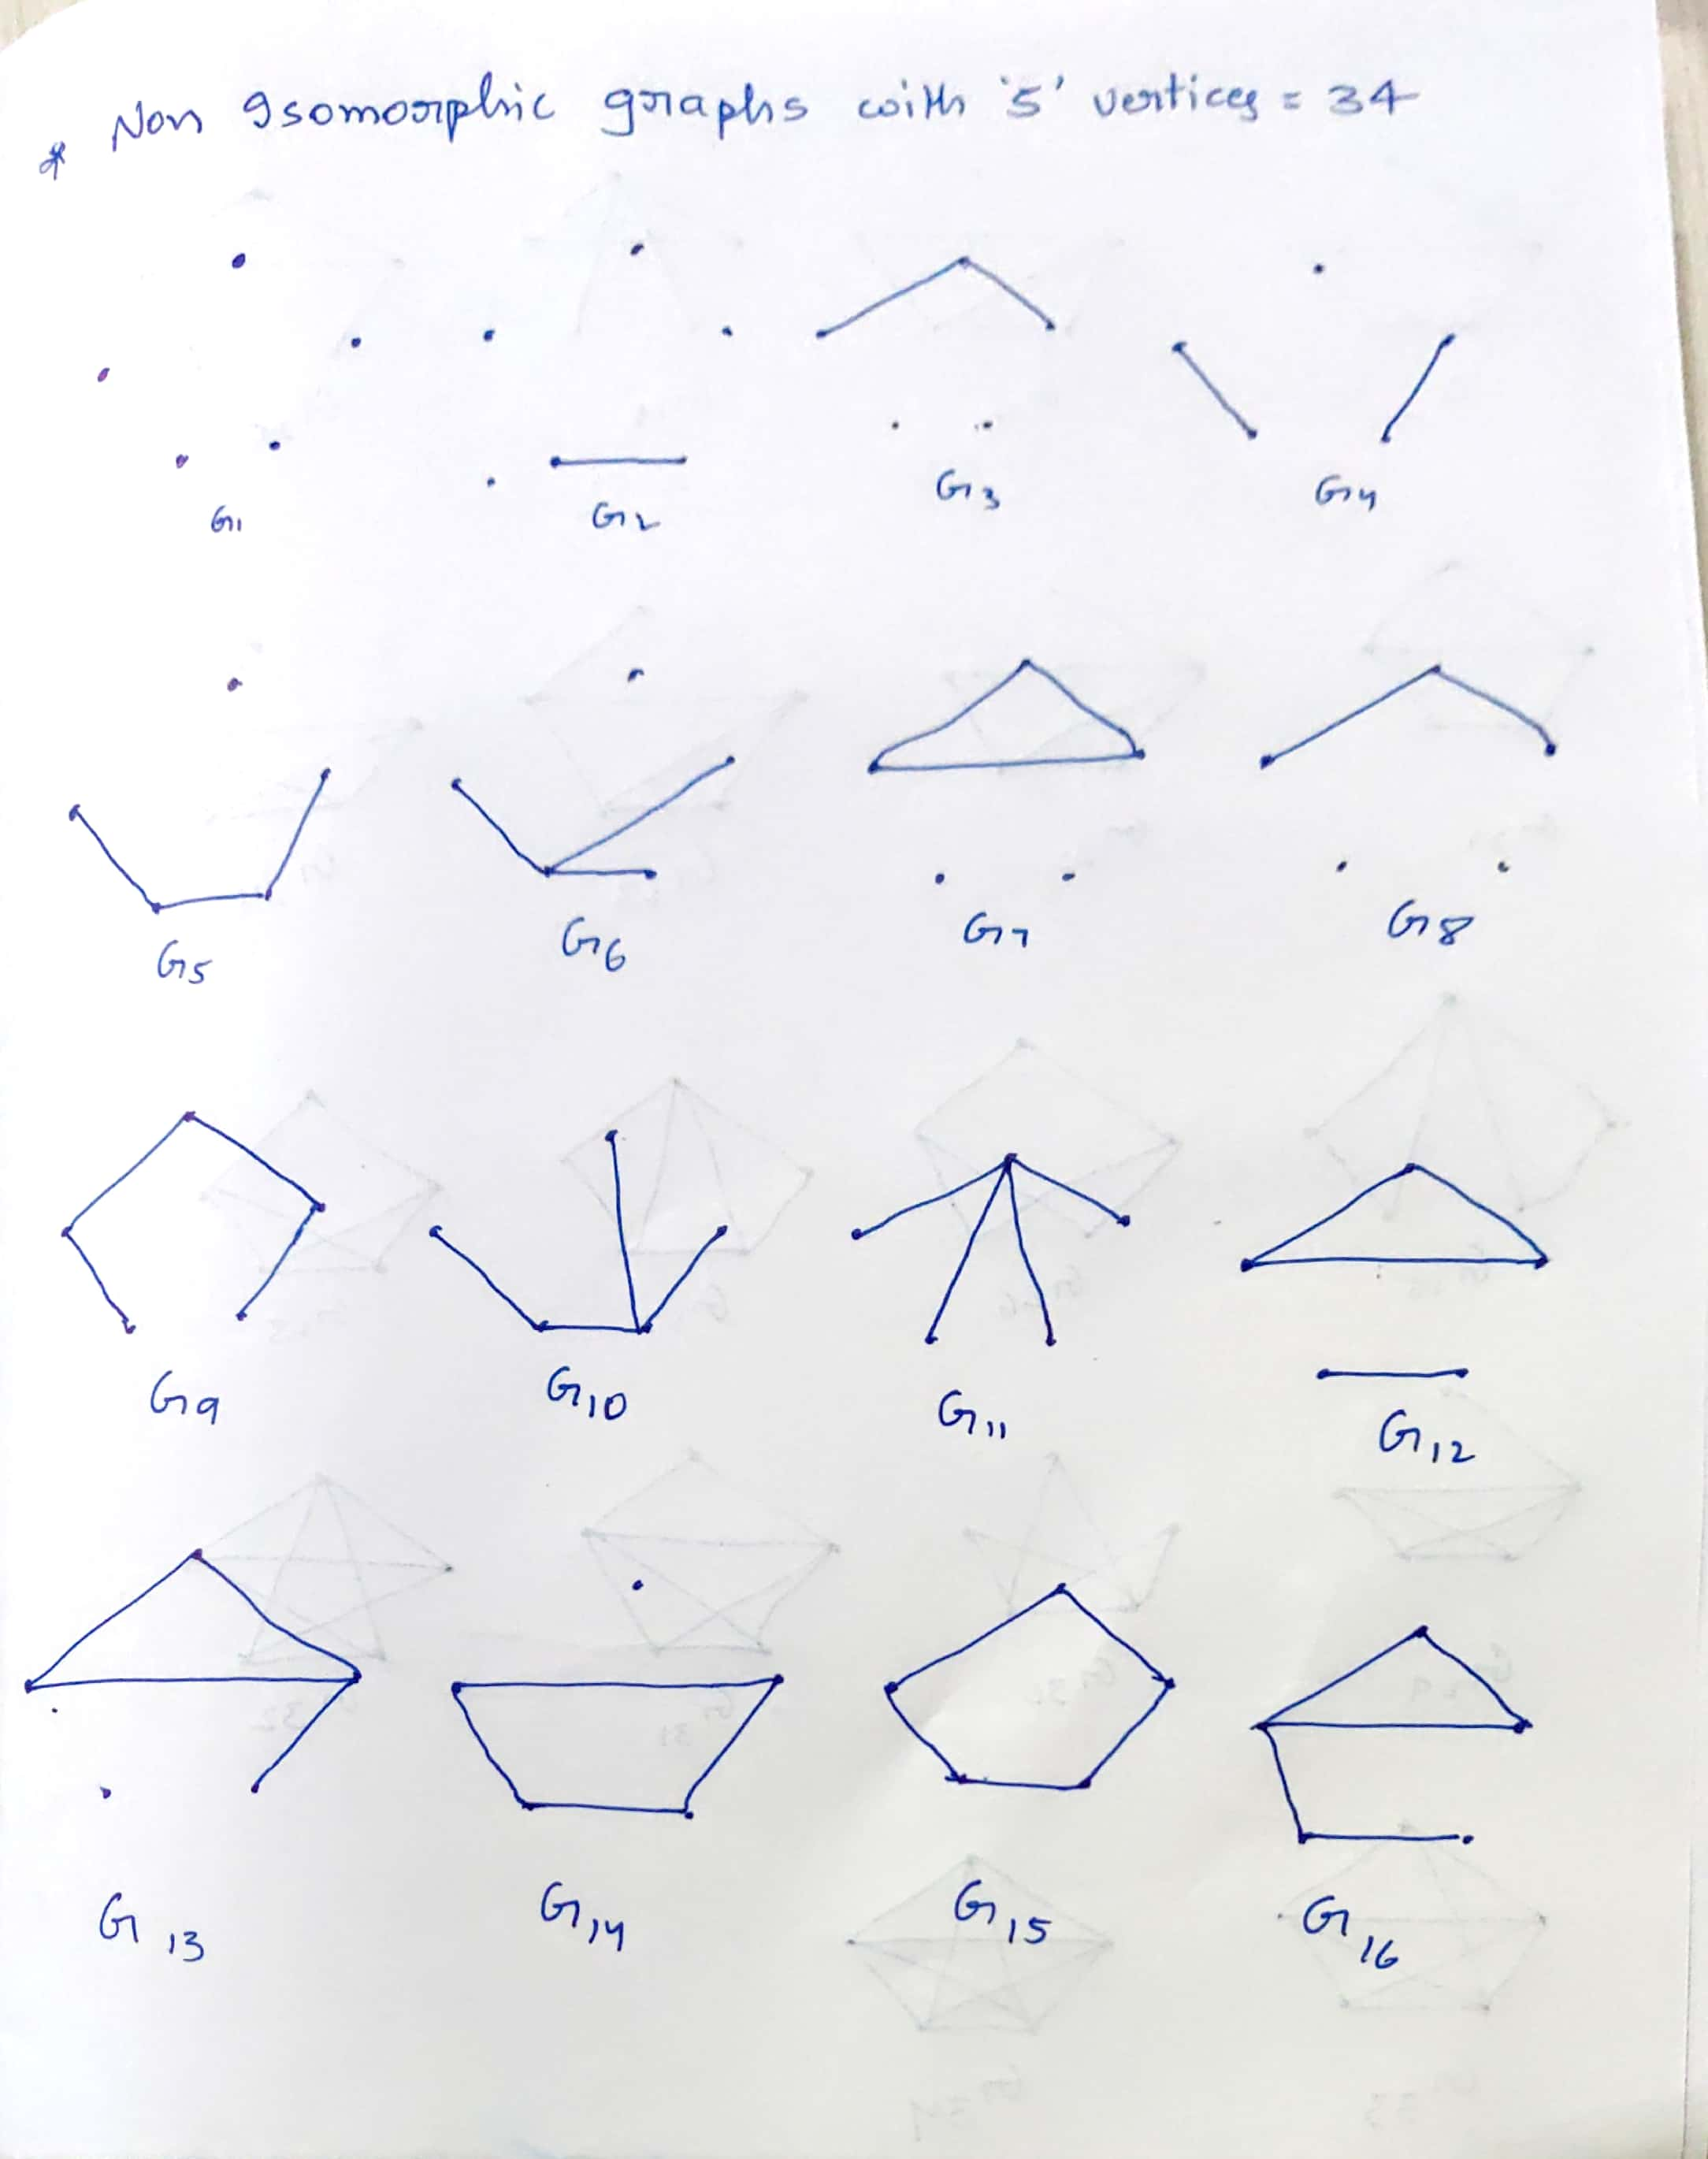 * Non Isomorphic graphs with '5' vertices = 34
G1 G2 G3 G4
G5 G6 G7 G8
G9 G10 G11 G12
G13 G14 G15 G16